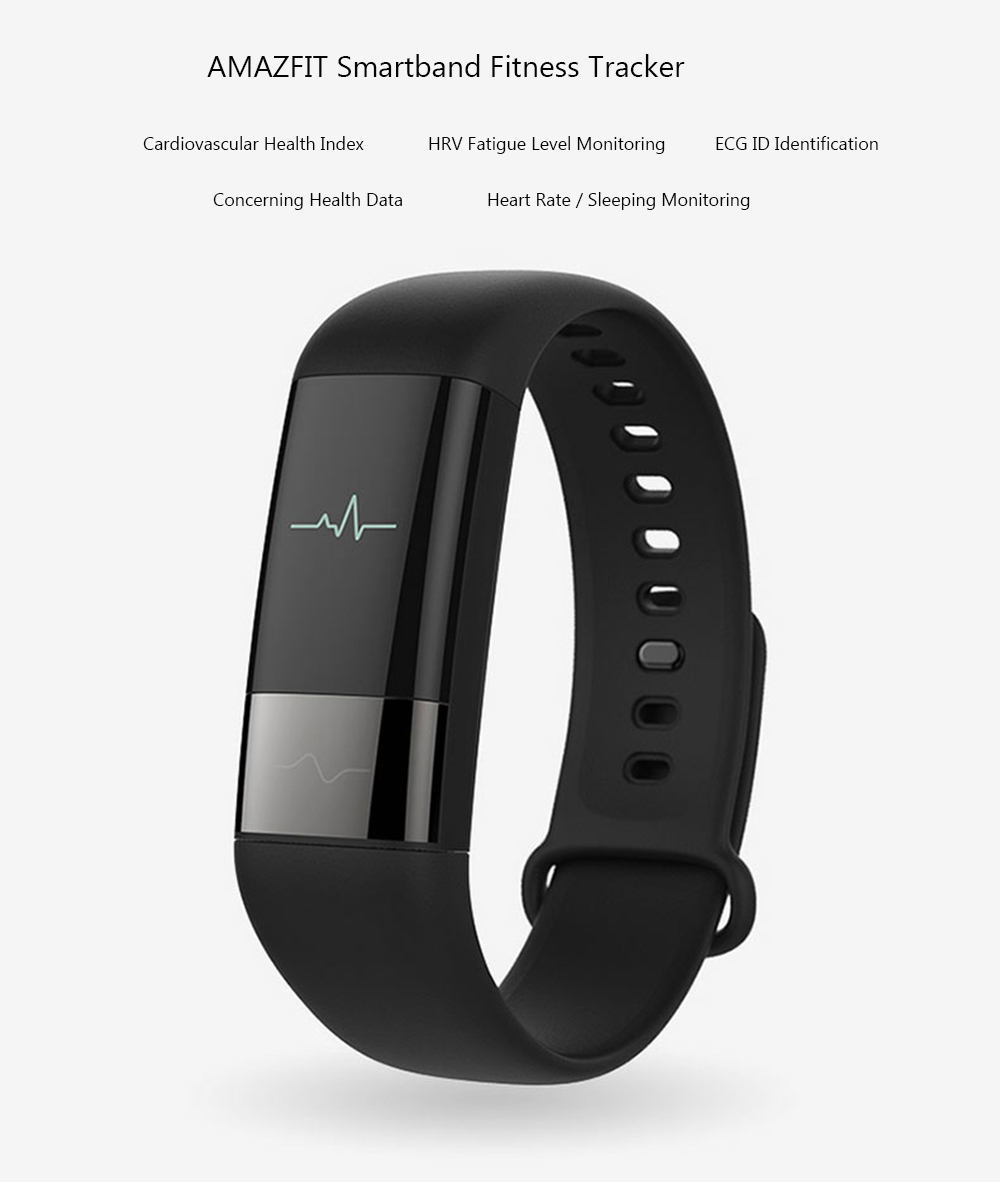 AMAZFIT Smartband Fitness Tracker
Cardiovascular Health Index HRV Fatigue Level Monitoring ECG ID Identification
Concerning Health Data Heart Rate / Sleeping Monitoring